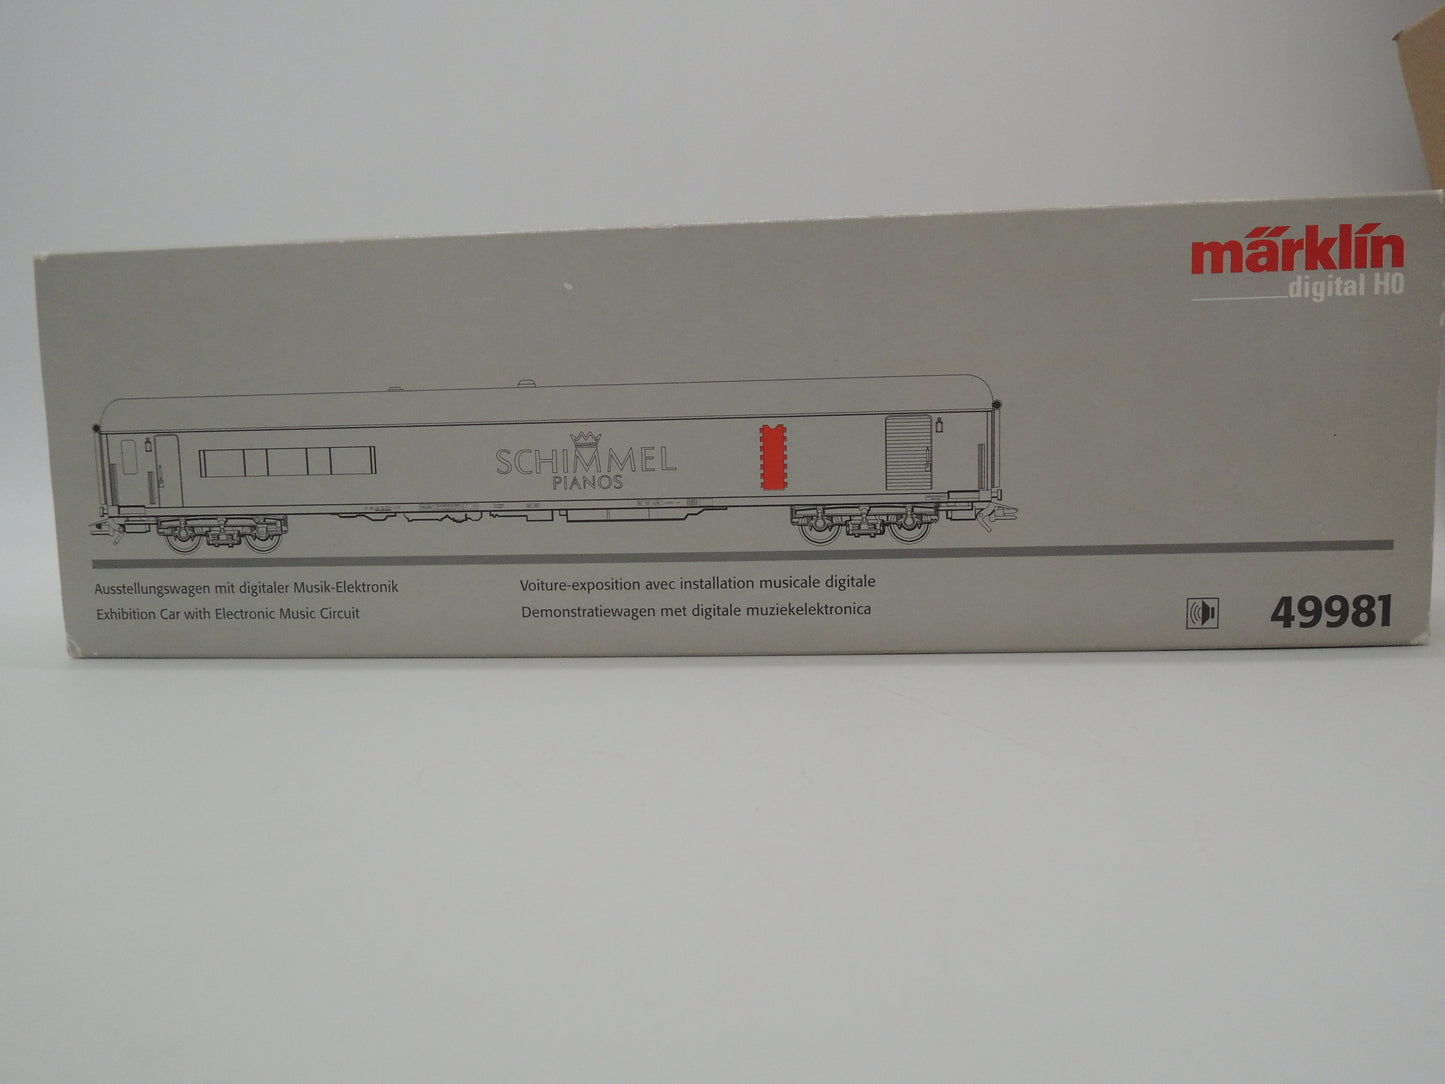 märklin
digital H0
SCHIMMEL
PIANOS
Ausstellungswagen mit digitaler Musik-Elektronik
Exhibition Car with Electronic Music Circuit
Voiture-exposition avec installation musicale digitale
Demonstratiewagen met digitale muziekelektronica
49981